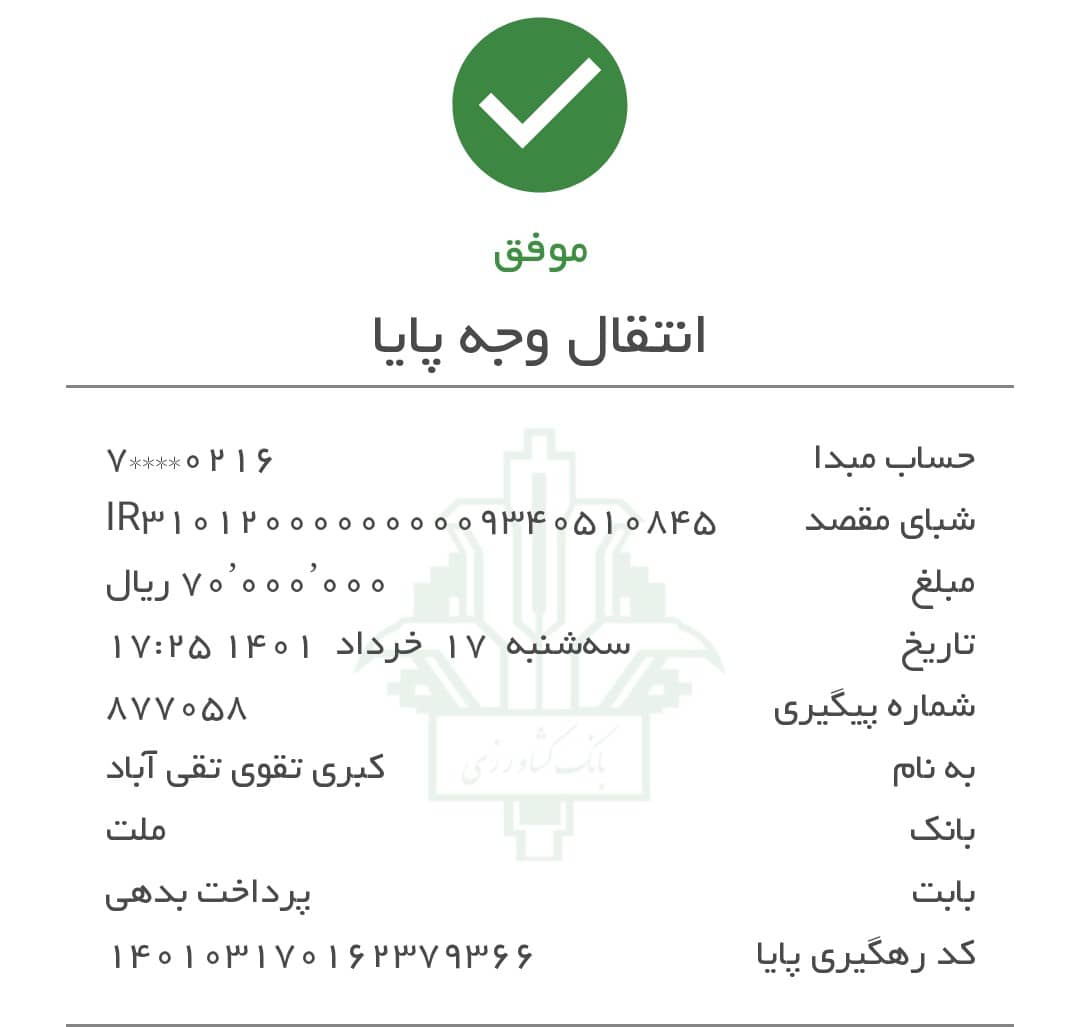 موفق
انتقال وجه پایا
حساب مبدا ۷****۰۲۱۶
شبای مقصد IR۳۱۰۱۲۰۰۰۰۰۰۰۰۰۹۳۴۰۵۱۰۸۴۵
مبلغ ۷۰٬۰۰۰٬۰۰۰ ریال
تاریخ سه‌شنبه ۱۷ خرداد ۱۴۰۱ ۱۷:۲۵
شماره پیگیری ۸۷۷۰۵۸
به نام کبری تقوی تقی آباد
بانک ملت
بانک کشاورزی
بابت پرداخت بدهی
کد رهگیری پایا ۱۴۰۱۰۳۱۷۰۱۶۲۳۷۹۳۶۶